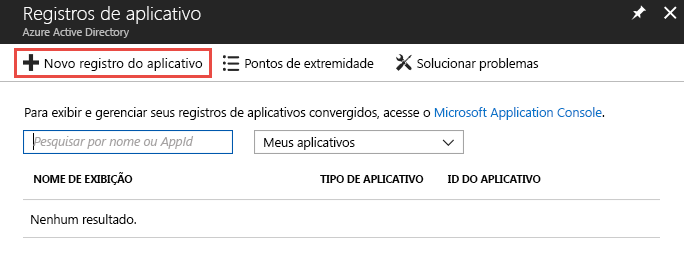 Registros de aplicativo
Azure Active Directory
Novo registro do aplicativo Pontos de extremidade Solucionar problemas
Para exibir e gerenciar seus registros de aplicativos convergidos, acesse o Microsoft Application Console.
Pesquisar por nome ou AppId Meus aplicativos
NOME DE EXIBIÇÃO TIPO DE APLICATIVO ID DO APLICATIVO
Nenhum resultado.